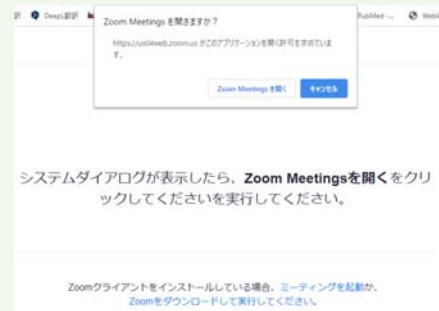 DeepL翻訳
Zoom Meetings を開きますか？
https://us04web.zoom.us がこのアプリケーションを開く許可を求めていま
す。
Zoom Meetings を開く キャンセル
システムダイアログが表示したら、Zoom Meetingsを開くをクリ
ックしてくださいを実行してください。
Zoomクライアントをインストールしている場合、ミーティングを起動か、
Zoomをダウンロードして実行してください。